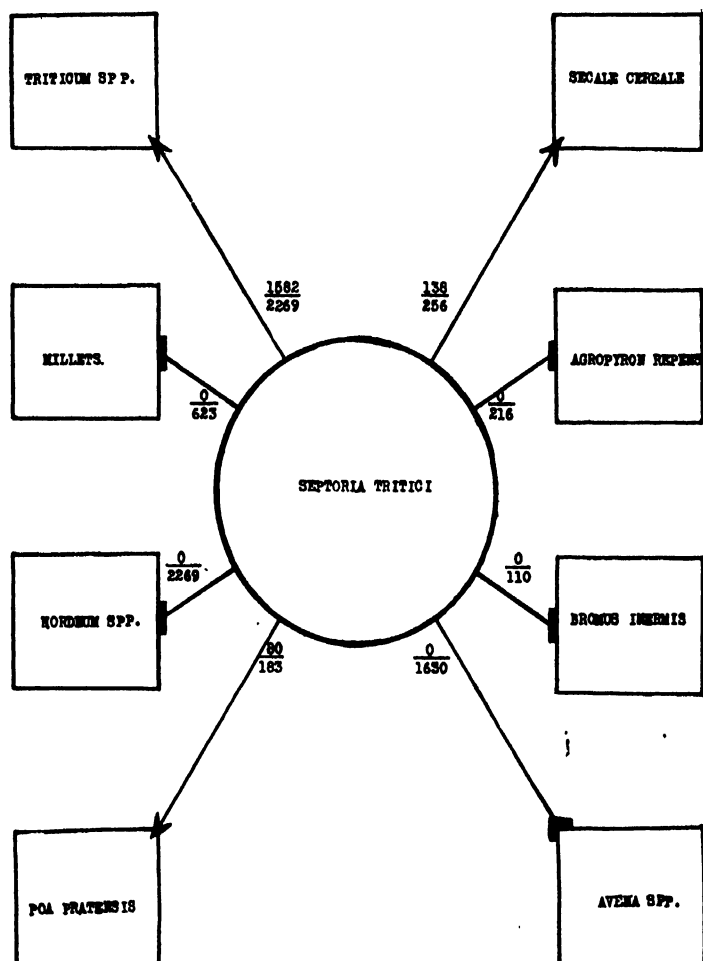 TRITICUM SPP.
SECALE CEREALE
1582
2269
138
256
MILLETS.
AGROPYRON REPENS
0
623
0
216
SEPTORIA TRITICI
0
2269
0
110
HORDEUM SPP.
BROMUS INERMIS
80
183
0
1630
POA PRATENSIS
AVENA SPP.